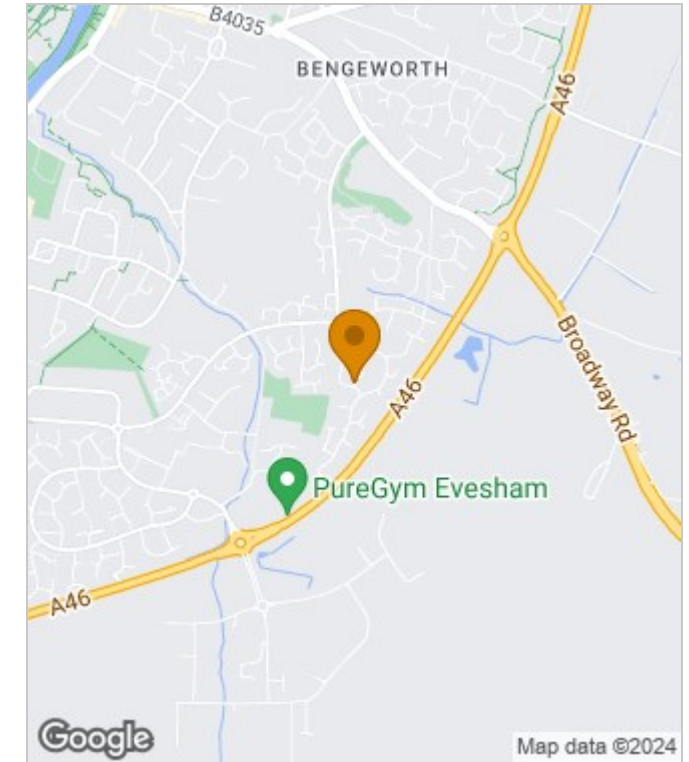 B4035
BENGEWORTH
A46
Broadway Rd
A46
PureGym Evesham
A46
Google
Map data ©2024